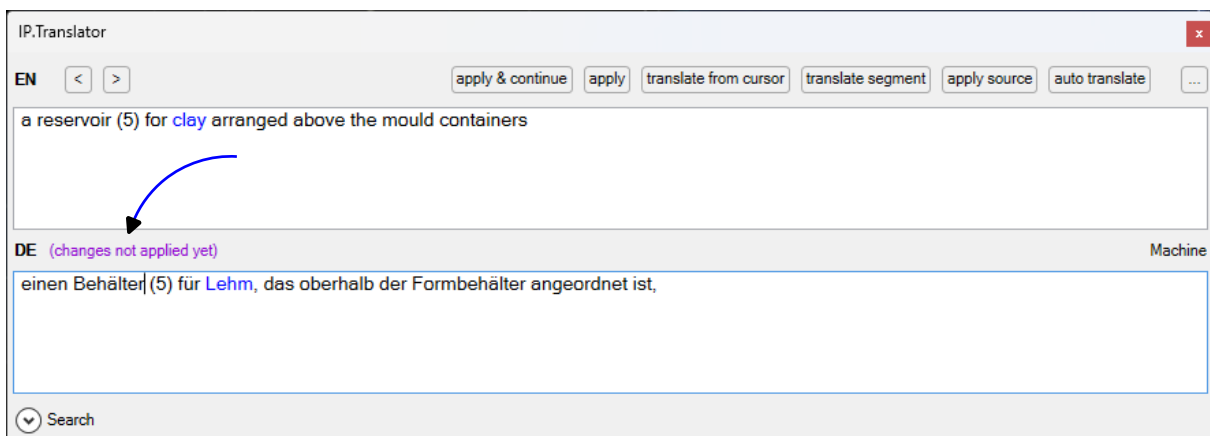 IP.Translator x
EN < > apply & continue apply translate from cursor translate segment apply source auto translate ...
a reservoir (5) for clay arranged above the mould containers
DE (changes not applied yet) Machine
einen Behälter (5) für Lehm, das oberhalb der Formbehälter angeordnet ist,
Search